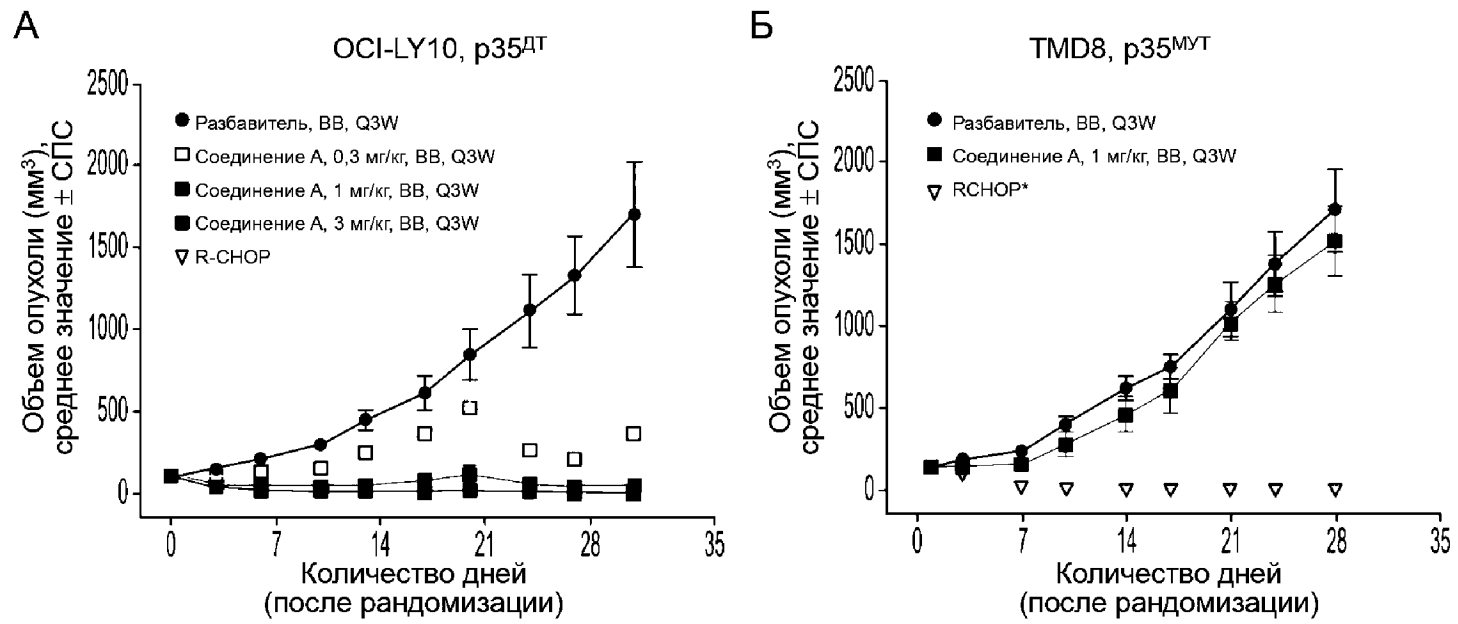 А
OCI-LY10, p35ДТ
Объем опухоли (мм3),
среднее значение ± СПС
2500
2000
1500
1000
500
0
Разбавитель, ВВ, Q3W
Соединение А, 0,3 мг/кг, ВВ, Q3W
Соединение А, 1 мг/кг, ВВ, Q3W
Соединение А, 3 мг/кг, ВВ, Q3W
R-CHOP
0 7 14 21 28 35
Количество дней
(после рандомизации)
Б
TMD8, p35МУТ
Объем опухоли (мм3),
среднее значение ± СПС
2500
2000
1500
1000
500
0
Разбавитель, ВВ, Q3W
Соединение А, 1 мг/кг, ВВ, Q3W
RCHOP*
0 7 14 21 28 35
Количество дней
(после рандомизации)